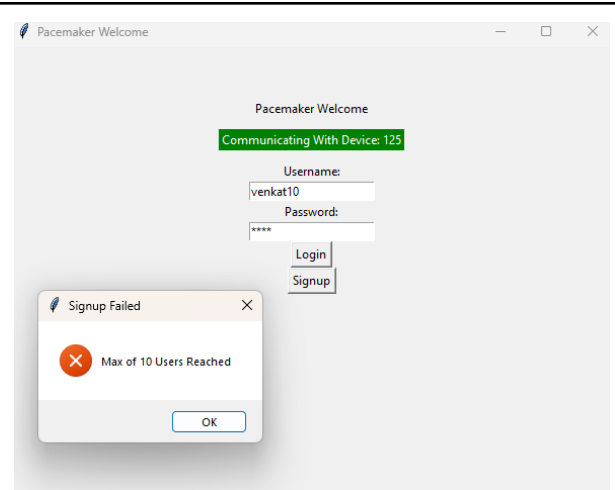 Pacemaker Welcome
Pacemaker Welcome
Communicating With Device: 125
Username:
venkat10
Password:
****
Login
Signup
Signup Failed
Max of 10 Users Reached
OK